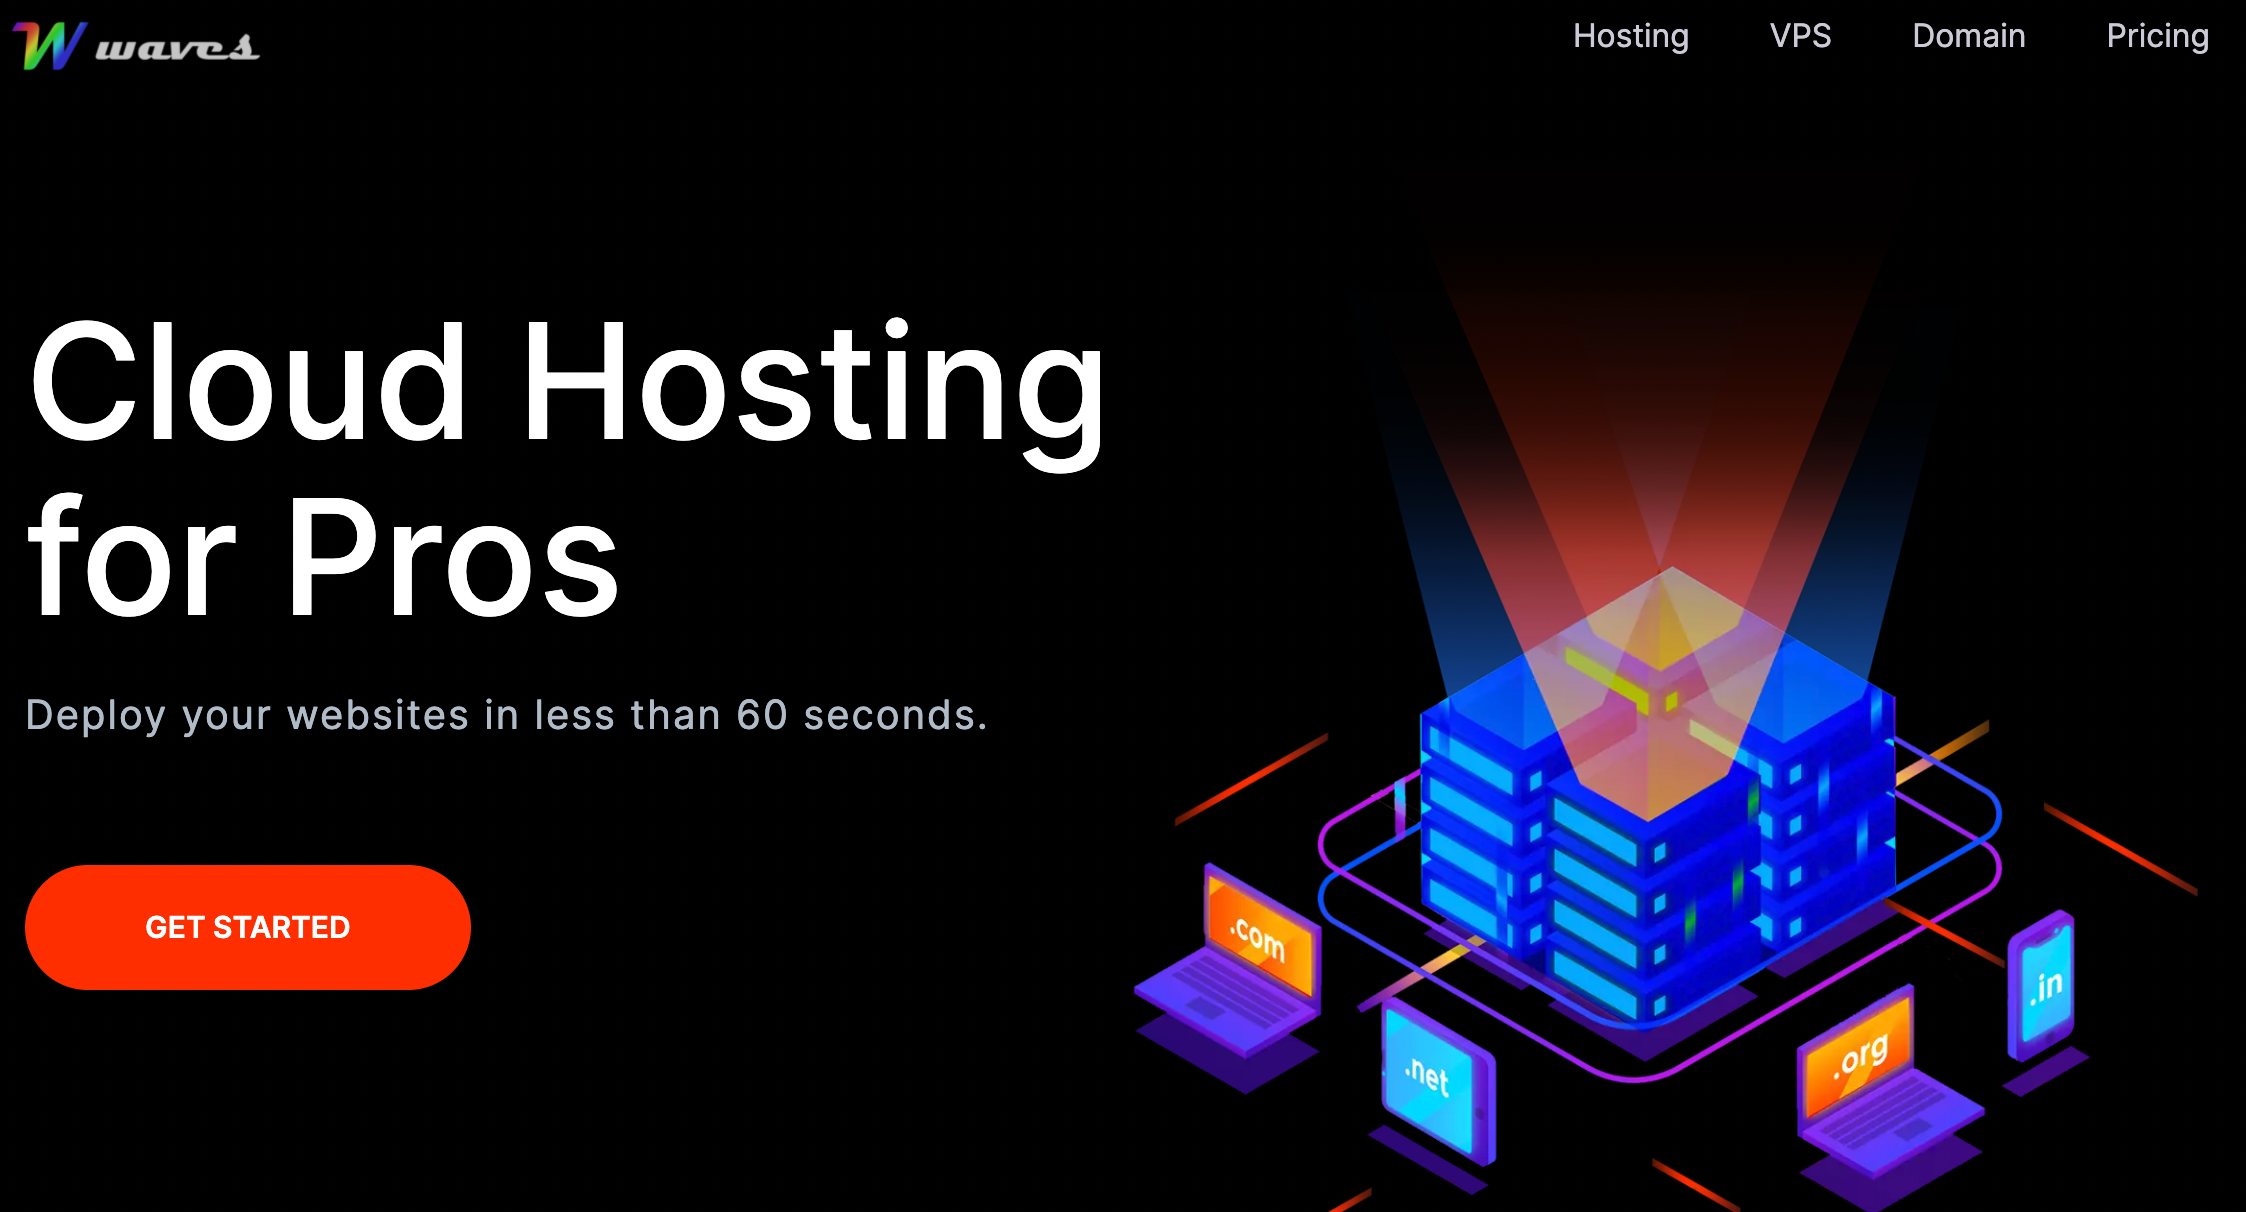 W waves
Hosting VPS Domain Pricing
Cloud Hosting
for Pros
Deploy your websites in less than 60 seconds.
GET STARTED
.com
.net
.org
.in